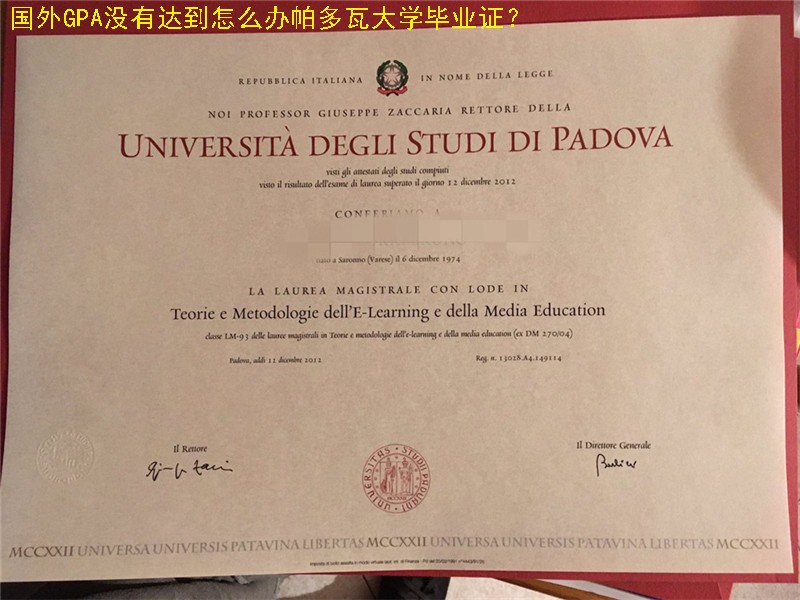 国外GPA没有达到怎么办帕多瓦大学毕业证?
REPUBBLICA ITALIANA IN NOME DELLA LEGGE
NOI PROFESSOR GIUSEPPE ZACCARIA RETTORE DELLA
UNIVERSITÀ DEGLI STUDI DI PADOVA
visti gli attestati degli studi compiuti
visto il risultato dell'esame di laurea superato il giorno 12 dicembre 2012
CONFERIAMO A
nato a Saronno (Varese) il 6 dicembre 1974
LA LAUREA MAGISTRALE CON LODE IN
Teorie e Metodologie dell'E-Learning e della Media Education
classe LM-93 delle lauree magistrali in Teorie e metodologie dell'e-learning e della media education (ex DM 270/04)
Padova, addì 12 dicembre 2012 Reg. n. 13028.A4.149114
Il Rettore Il Direttore Generale
UNIVERSITAS STUDII PADUANI
MCCXXII UNIVERSA UNIVERSIS PATAVINA LIBERTAS MCCXXII UNIVERSA UNIVERSIS PATAVINA LIBERTAS MCCXXII